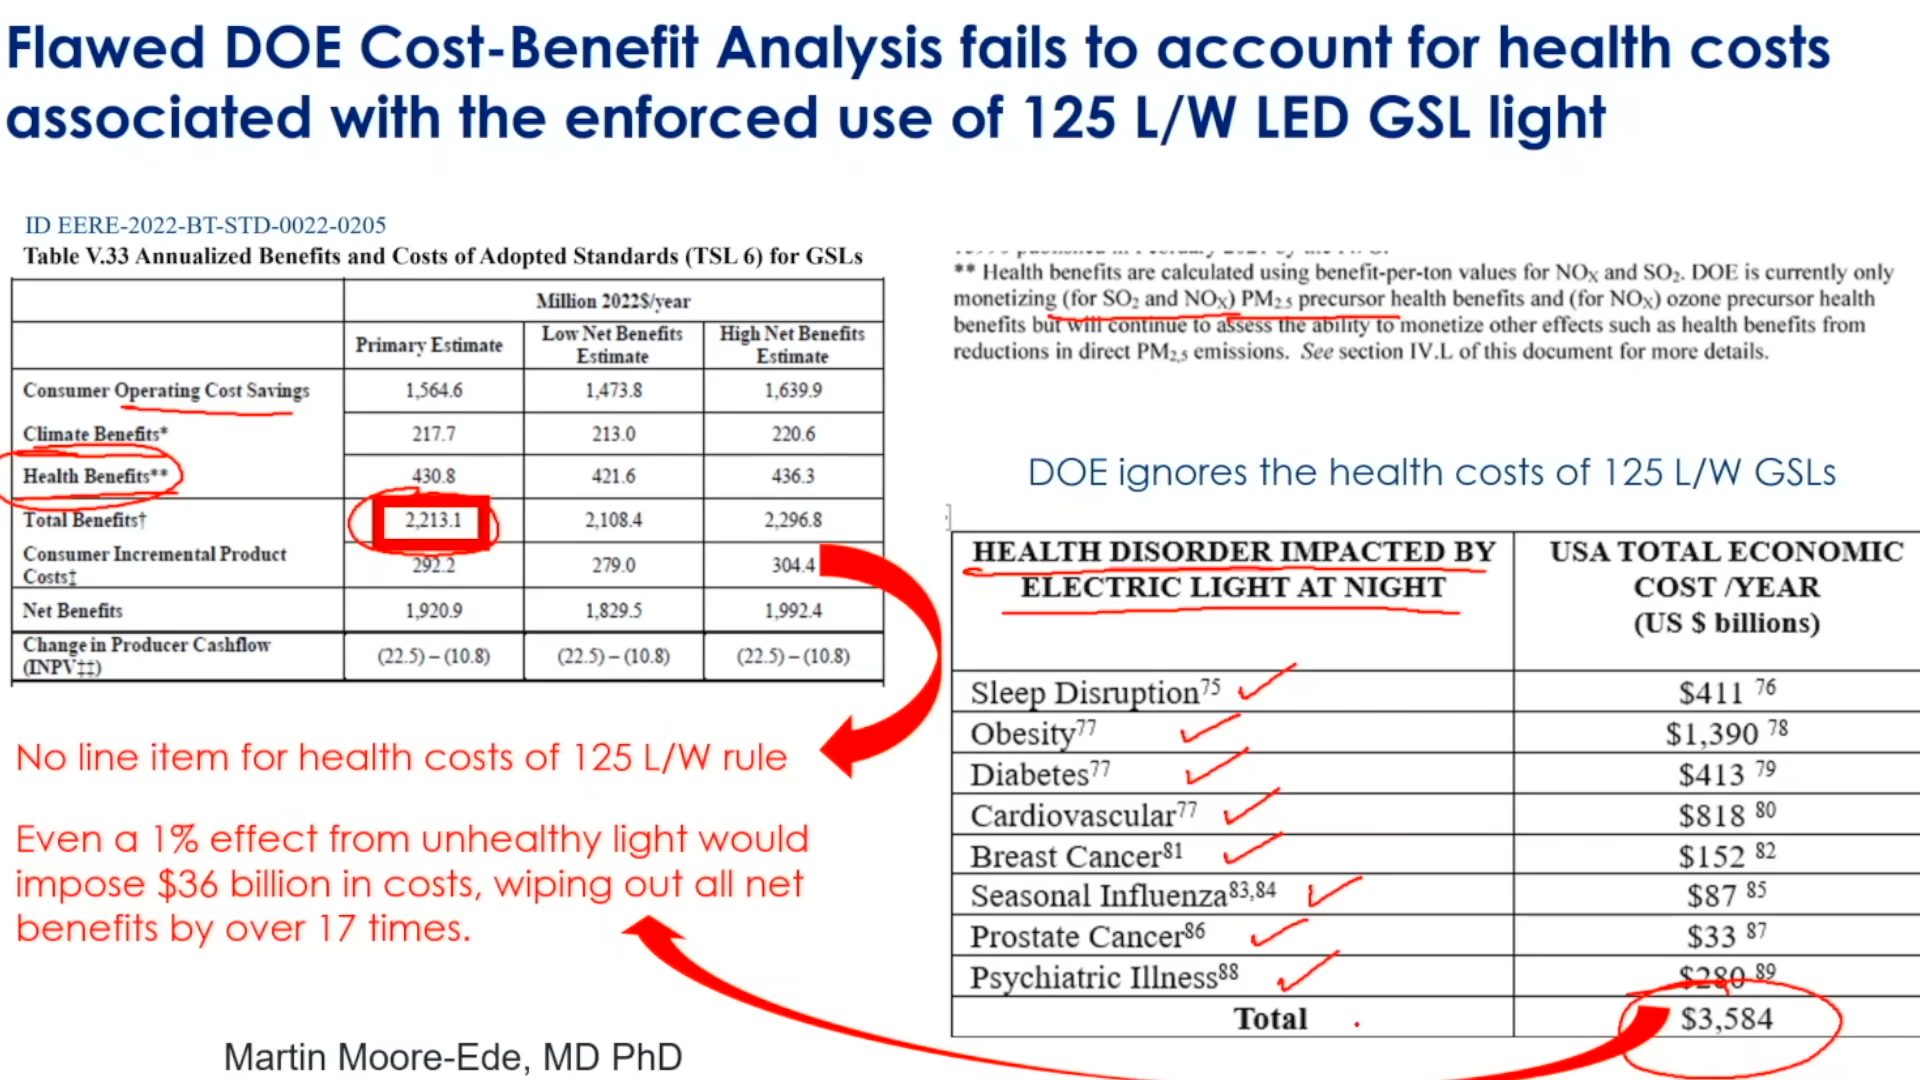 Flawed DOE Cost-Benefit Analysis fails to account for health costs
associated with the enforced use of 125 L/W LED GSL light
ID EERE-2022-BT-STD-0022-0205
Table V.33 Annualized Benefits and Costs of Adopted Standards (TSL 6) for GSLs
Million 2022$/year
Primary Estimate
Low Net Benefits
Estimate
High Net Benefits
Estimate
Consumer Operating Cost Savings 1,564.6 1,473.8 1,639.9
Climate Benefits* 217.7 213.0 220.6
Health Benefits** 430.8 421.6 436.3
Total Benefits† 2,213.1 2,108.4 2,296.8
Consumer Incremental Product
Costs‡ 292.2 279.0 304.4
Net Benefits 1,920.9 1,829.5 1,992.4
Change in Producer Cashflow
(INPV‡‡) (22.5) – (10.8) (22.5) – (10.8) (22.5) – (10.8)
No line item for health costs of 125 L/W rule
Even a 1% effect from unhealthy light would
impose $36 billion in costs, wiping out all net
benefits by over 17 times.
Martin Moore-Ede, MD PhD
** Health benefits are calculated using benefit-per-ton values for NOX and SO2. DOE is currently only
monetizing (for SO2 and NOX) PM2.5 precursor health benefits and (for NOX) ozone precursor health
benefits but will continue to assess the ability to monetize other effects such as health benefits from
reductions in direct PM2.5 emissions. See section IV.L of this document for more details.
DOE ignores the health costs of 125 L/W GSLs
HEALTH DISORDER IMPACTED BY
ELECTRIC LIGHT AT NIGHT
USA TOTAL ECONOMIC
COST /YEAR
(US $ billions)
Sleep Disruption75 $411 76
Obesity77 $1,390 78
Diabetes77 $413 79
Cardiovascular77 $818 80
Breast Cancer81 $152 82
Seasonal Influenza83,84 $87 85
Prostate Cancer86 $33 87
Psychiatric Illness88 $280 89
Total $3,584